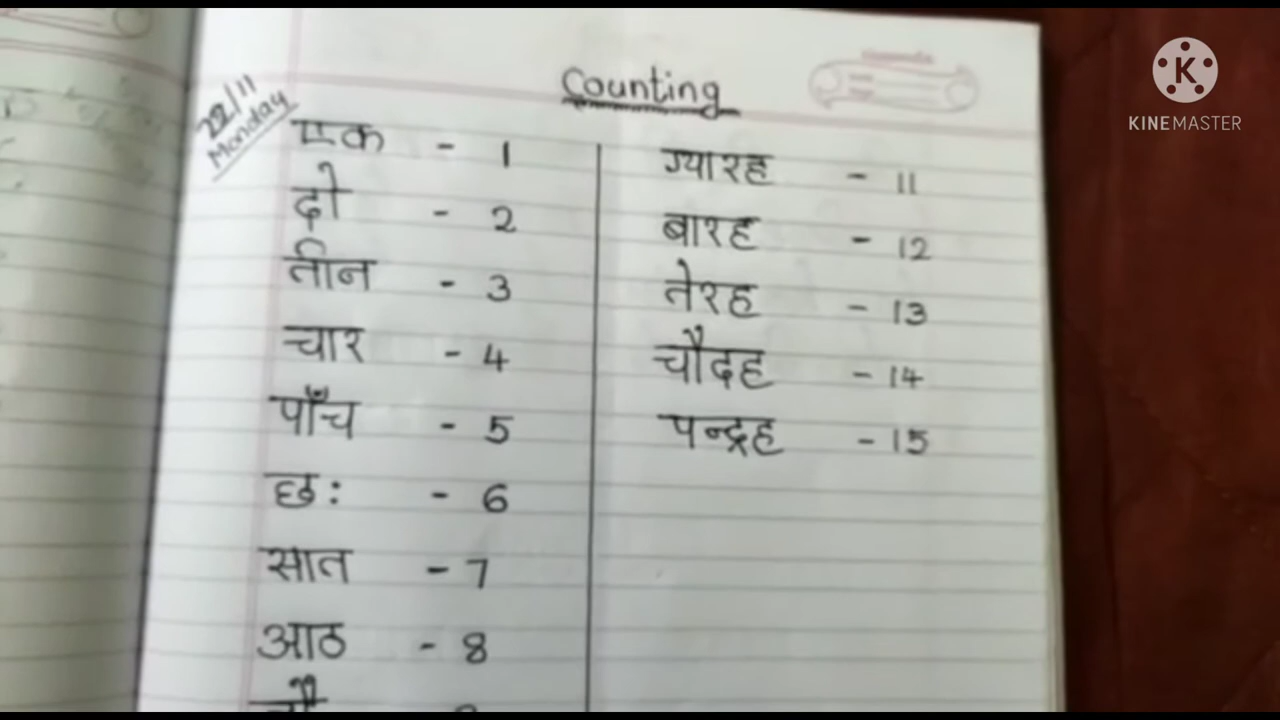 22/11
Monday
Counting
एक - 1
दो - 2
तीन - 3
चार - 4
पाँच - 5
छः - 6
सात - 7
आठ - 8
ग्यारह - 11
बारह - 12
तेरह - 13
चौदह - 14
पन्द्रह - 15
KINEMASTER